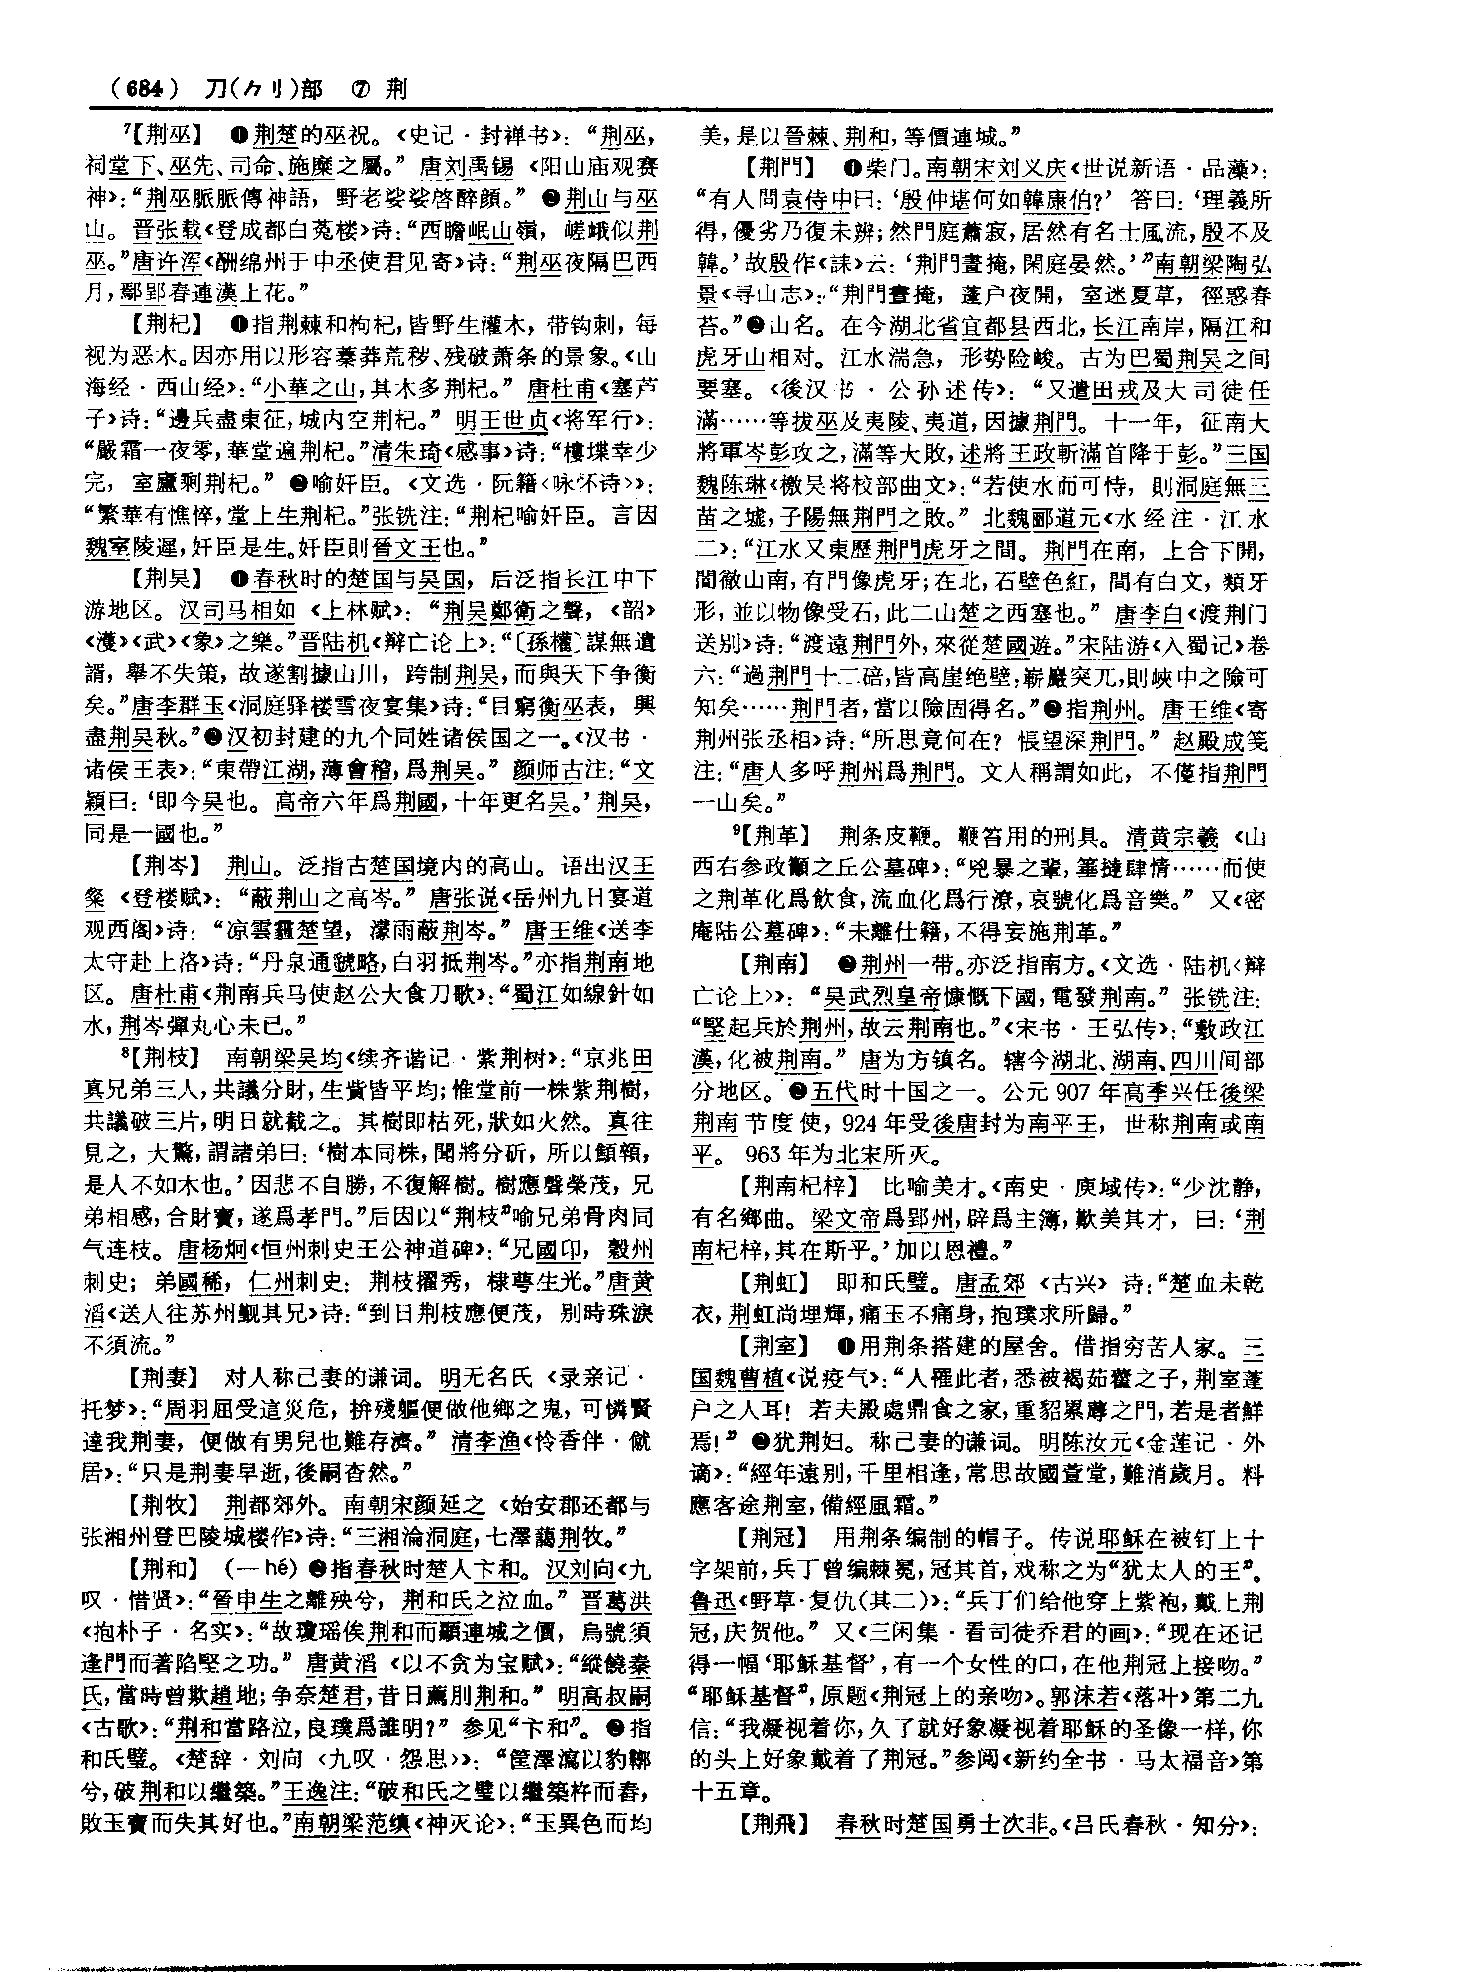 (684) 刀(⺈刂)部 ⑦ 荆
⁷【荆巫】 ❶荆楚的巫祝。《史记·封禅书》：“荆巫，
祠堂下、巫先、司命、施糜之屬。” 唐刘禹锡《阳山庙观赛
神》：“荆巫脈脈傳神語，野老娑娑啓醉顔。” ❷荆山与巫
山。晋张载《登成都白菟楼》诗：“西瞻岷山嶺，嵯峨似荆
巫。”唐许浑《酬绵州于中丞使君见寄》诗：“荆巫夜隔巴西
月，鄢郢春連漢上花。”
【荆杞】 ❶指荆棘和枸杞，皆野生灌木，带钩刺，每
视为恶木。因亦用以形容蓁莽荒秽、残破萧条的景象。《山
海经·西山经》：“小華之山，其木多荆杞。” 唐杜甫《塞芦
子》诗：“邊兵盡東征，城内空荆杞。” 明王世贞《将军行》：
“嚴霜一夜零，華堂遍荆杞。”清朱琦《感事》诗：“樓堞幸少
完，室廬剩荆杞。” ❷喻奸臣。《文选·阮籍〈咏怀诗〉》：
“繁華有憔悴，堂上生荆杞。”张铣注：“荆杞喻奸臣。言因
魏室陵遲，奸臣是生。奸臣則晉文王也。”
【荆吴】 ❶春秋时的楚国与吴国，后泛指长江中下
游地区。汉司马相如《上林赋》：“荆吴鄭衛之聲，《韶》
《濩》《武》《象》之樂。”晋陆机《辩亡论上》：“〔孫權〕謀無遺
諝，舉不失策，故遂割據山川，跨制荆吴，而與天下争衡
矣。”唐李群玉《洞庭驿楼雪夜宴集》诗：“目窮衡巫表，興
盡荆吴秋。”❷汉初封建的九个同姓诸侯国之一。《汉书·
诸侯王表》：“東帶江湖，薄會稽，爲荆吴。” 颜师古注：“文
穎曰：‘即今吴也。高帝六年爲荆國，十年更名吴。’荆吴，
同是一國也。”
【荆岑】 荆山。泛指古楚国境内的高山。语出汉王
粲《登楼赋》：“蔽荆山之高岑。” 唐张说《岳州九日宴道
观西阁》诗：“凉雲霾楚望，濛雨蔽荆岑。” 唐王维《送李
太守赴上洛》诗：“丹泉通虢略，白羽抵荆岑。”亦指荆南地
区。唐杜甫《荆南兵马使赵公大食刀歌》：“蜀江如線針如
水，荆岑彈丸心未已。”
⁸【荆枝】 南朝梁吴均《续齐谐记·紫荆树》：“京兆田
真兄弟三人，共議分財，生貲皆平均；惟堂前一株紫荆樹，
共議破三片，明日就截之。其樹即枯死，狀如火然。真往
見之，大驚，謂諸弟曰：‘樹本同株，聞將分斫，所以顦顇，
是人不如木也。’因悲不自勝，不復解樹。樹應聲榮茂，兄
弟相感，合財寶，遂爲孝門。”后因以“荆枝”喻兄弟骨肉同
气连枝。唐杨炯《恒州刺史王公神道碑》：“兄國卬，穀州
刺史；弟國稀，仁州刺史：荆枝擢秀，棣萼生光。”唐黄
滔《送人往苏州觐其兄》诗：“到日荆枝應便茂，别時珠淚
不須流。”
【荆妻】 对人称己妻的谦词。明无名氏《录亲记·
托梦》：“周羽屈受這災危，拚殘軀便做他鄉之鬼，可憐賢
達我荆妻，便做有男兒也難存濟。” 清李渔《怜香伴·僦
居》：“只是荆妻早逝，後嗣杳然。”
【荆牧】 荆都郊外。南朝宋颜延之《始安郡还都与
张湘州登巴陵城楼作》诗：“三湘淪洞庭，七澤藹荆牧。”
【荆和】 (—hé) ❶指春秋时楚人卞和。汉刘向《九
叹·惜贤》：“晉申生之離殃兮，荆和氏之泣血。” 晋葛洪
《抱朴子·名实》：“故瓊瑶俟荆和而顯連城之價，烏號須
逢門而著陷堅之功。” 唐黄滔《以不贪为宝赋》：“縱饒秦
氏，當時曾欺趙地；争奈楚君，昔日薦刖荆和。” 明高叔嗣
《古歌》：“荆和當路泣，良璞爲誰明？” 参见“卞和”。❷指
和氏璧。《楚辞·刘向〈九叹·怨思〉》：“筐澤瀉以豹鞹
兮，破荆和以繼築。”王逸注：“破和氏之璧以繼築杵而舂，
敗玉寶而失其好也。”南朝梁范缜《神灭论》：“玉異色而均
美，是以晉棘、荆和，等價連城。”
【荆門】 ❶柴门。南朝宋刘义庆《世说新语·品藻》：
“有人問袁侍中曰：‘殷仲堪何如韓康伯？’ 答曰：‘理義所
得，優劣乃復未辨；然門庭蕭寂，居然有名士風流，殷不及
韓。’故殷作《誄》云：‘荆門晝掩，閑庭晏然。’”南朝梁陶弘
景《寻山志》：“荆門晝掩，蓬户夜開，室迷夏草，徑惑春
苔。”❷山名。在今湖北省宜都县西北，长江南岸，隔江和
虎牙山相对。江水湍急，形势险峻。古为巴蜀荆吴之间
要塞。《後汉书·公孙述传》：“又遣田戎及大司徒任
滿……等拔巫及夷陵、夷道，因據荆門。十一年，征南大
將軍岑彭攻之，滿等大敗，述將王政斬滿首降于彭。”三国
魏陈琳《檄吴将校部曲文》：“若使水而可恃，則洞庭無三
苗之墟，子陽無荆門之敗。” 北魏郦道元《水经注·江水
二》：“江水又東歷荆門虎牙之間。荆門在南，上合下開，
闇徹山南，有門像虎牙；在北，石壁色紅，間有白文，類牙
形，並以物像受石，此二山楚之西塞也。” 唐李白《渡荆门
送别》诗：“渡遠荆門外，來從楚國遊。”宋陆游《入蜀记》卷
六：“過荆門十二碚，皆高崖绝壁，嶄巖突兀，則峽中之險可
知矣……荆門者，當以險固得名。”❸指荆州。唐王维《寄
荆州张丞相》诗：“所思竟何在？悵望深荆門。” 赵殿成笺
注：“唐人多呼荆州爲荆門。文人稱謂如此，不僅指荆門
一山矣。”
⁹【荆革】 荆条皮鞭。鞭笞用的刑具。清黄宗羲《山
西右参政籲之丘公墓碑》：“兇暴之輩，箠撻肆情……而使
之荆革化爲飲食，流血化爲行潦，哀號化爲音樂。” 又《密
庵陆公墓碑》：“未離仕籍，不得妄施荆革。”
【荆南】 ❶荆州一带。亦泛指南方。《文选·陆机〈辩
亡论上〉》：“吴武烈皇帝慷慨下國，電發荆南。” 张铣注：
“堅起兵於荆州，故云荆南也。”《宋书·王弘传》：“敷政江
漢，化被荆南。” 唐为方镇名。辖今湖北、湖南、四川间部
分地区。❷五代时十国之一。公元 907 年高季兴任後梁
荆南节度使，924 年受後唐封为南平王，世称荆南或南
平。963 年为北宋所灭。
【荆南杞梓】 比喻美才。《南史·庾域传》：“少沈静，
有名鄉曲。梁文帝爲郢州，辟爲主簿，歎美其才，曰：‘荆
南杞梓，其在斯乎。’加以恩禮。”
【荆虹】 即和氏璧。唐孟郊《古兴》诗：“楚血未乾
衣，荆虹尚埋輝，痛玉不痛身，抱璞求所歸。”
【荆室】 ❶用荆条搭建的屋舍。借指穷苦人家。三
国魏曹植《说疫气》：“人罹此者，悉被褐茹藿之子，荆室蓬
户之人耳！若夫殿處鼎食之家，重貂累蓐之門，若是者鮮
焉！” ❷犹荆妇。称己妻的谦词。明陈汝元《金莲记·外
谪》：“經年遠别，千里相逢，常思故國萱堂，難消歲月。料
應客途荆室，備經風霜。”
【荆冠】 用荆条编制的帽子。传说耶稣在被钉上十
字架前，兵丁曾编棘冕，冠其首，戏称之为“犹太人的王”。
鲁迅《野草·复仇(其二)》：“兵丁们给他穿上紫袍，戴上荆
冠，庆贺他。” 又《三闲集·看司徒乔君的画》：“现在还记
得一幅‘耶稣基督’，有一个女性的口，在他荆冠上接吻。”
“耶稣基督”，原题《荆冠上的亲吻》。郭沫若《落叶》第二九
信：“我凝视着你，久了就好象凝视着耶稣的圣像一样，你
的头上好象戴着了荆冠。”参阅《新约全书·马太福音》第
十五章。
【荆飛】 春秋时楚国勇士次非。《吕氏春秋·知分》：